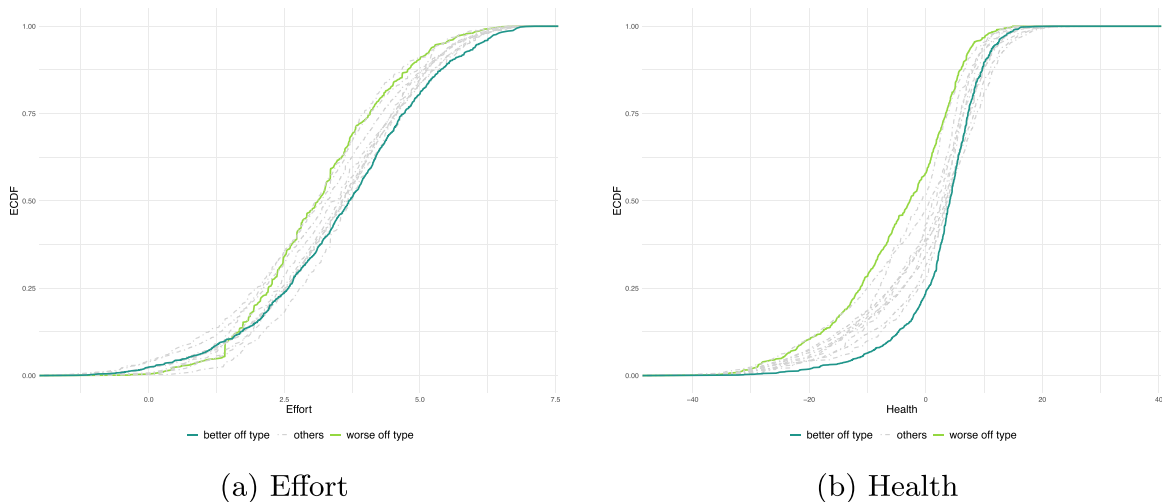 1.00
0.75
0.50
0.25
0.00
ECDF
0.0 2.5 5.0 7.5
Effort
better off type others worse off type
(a) Effort
1.00
0.75
0.50
0.25
0.00
ECDF
−40 −20 0 20 40
Health
better off type others worse off type
(b) Health